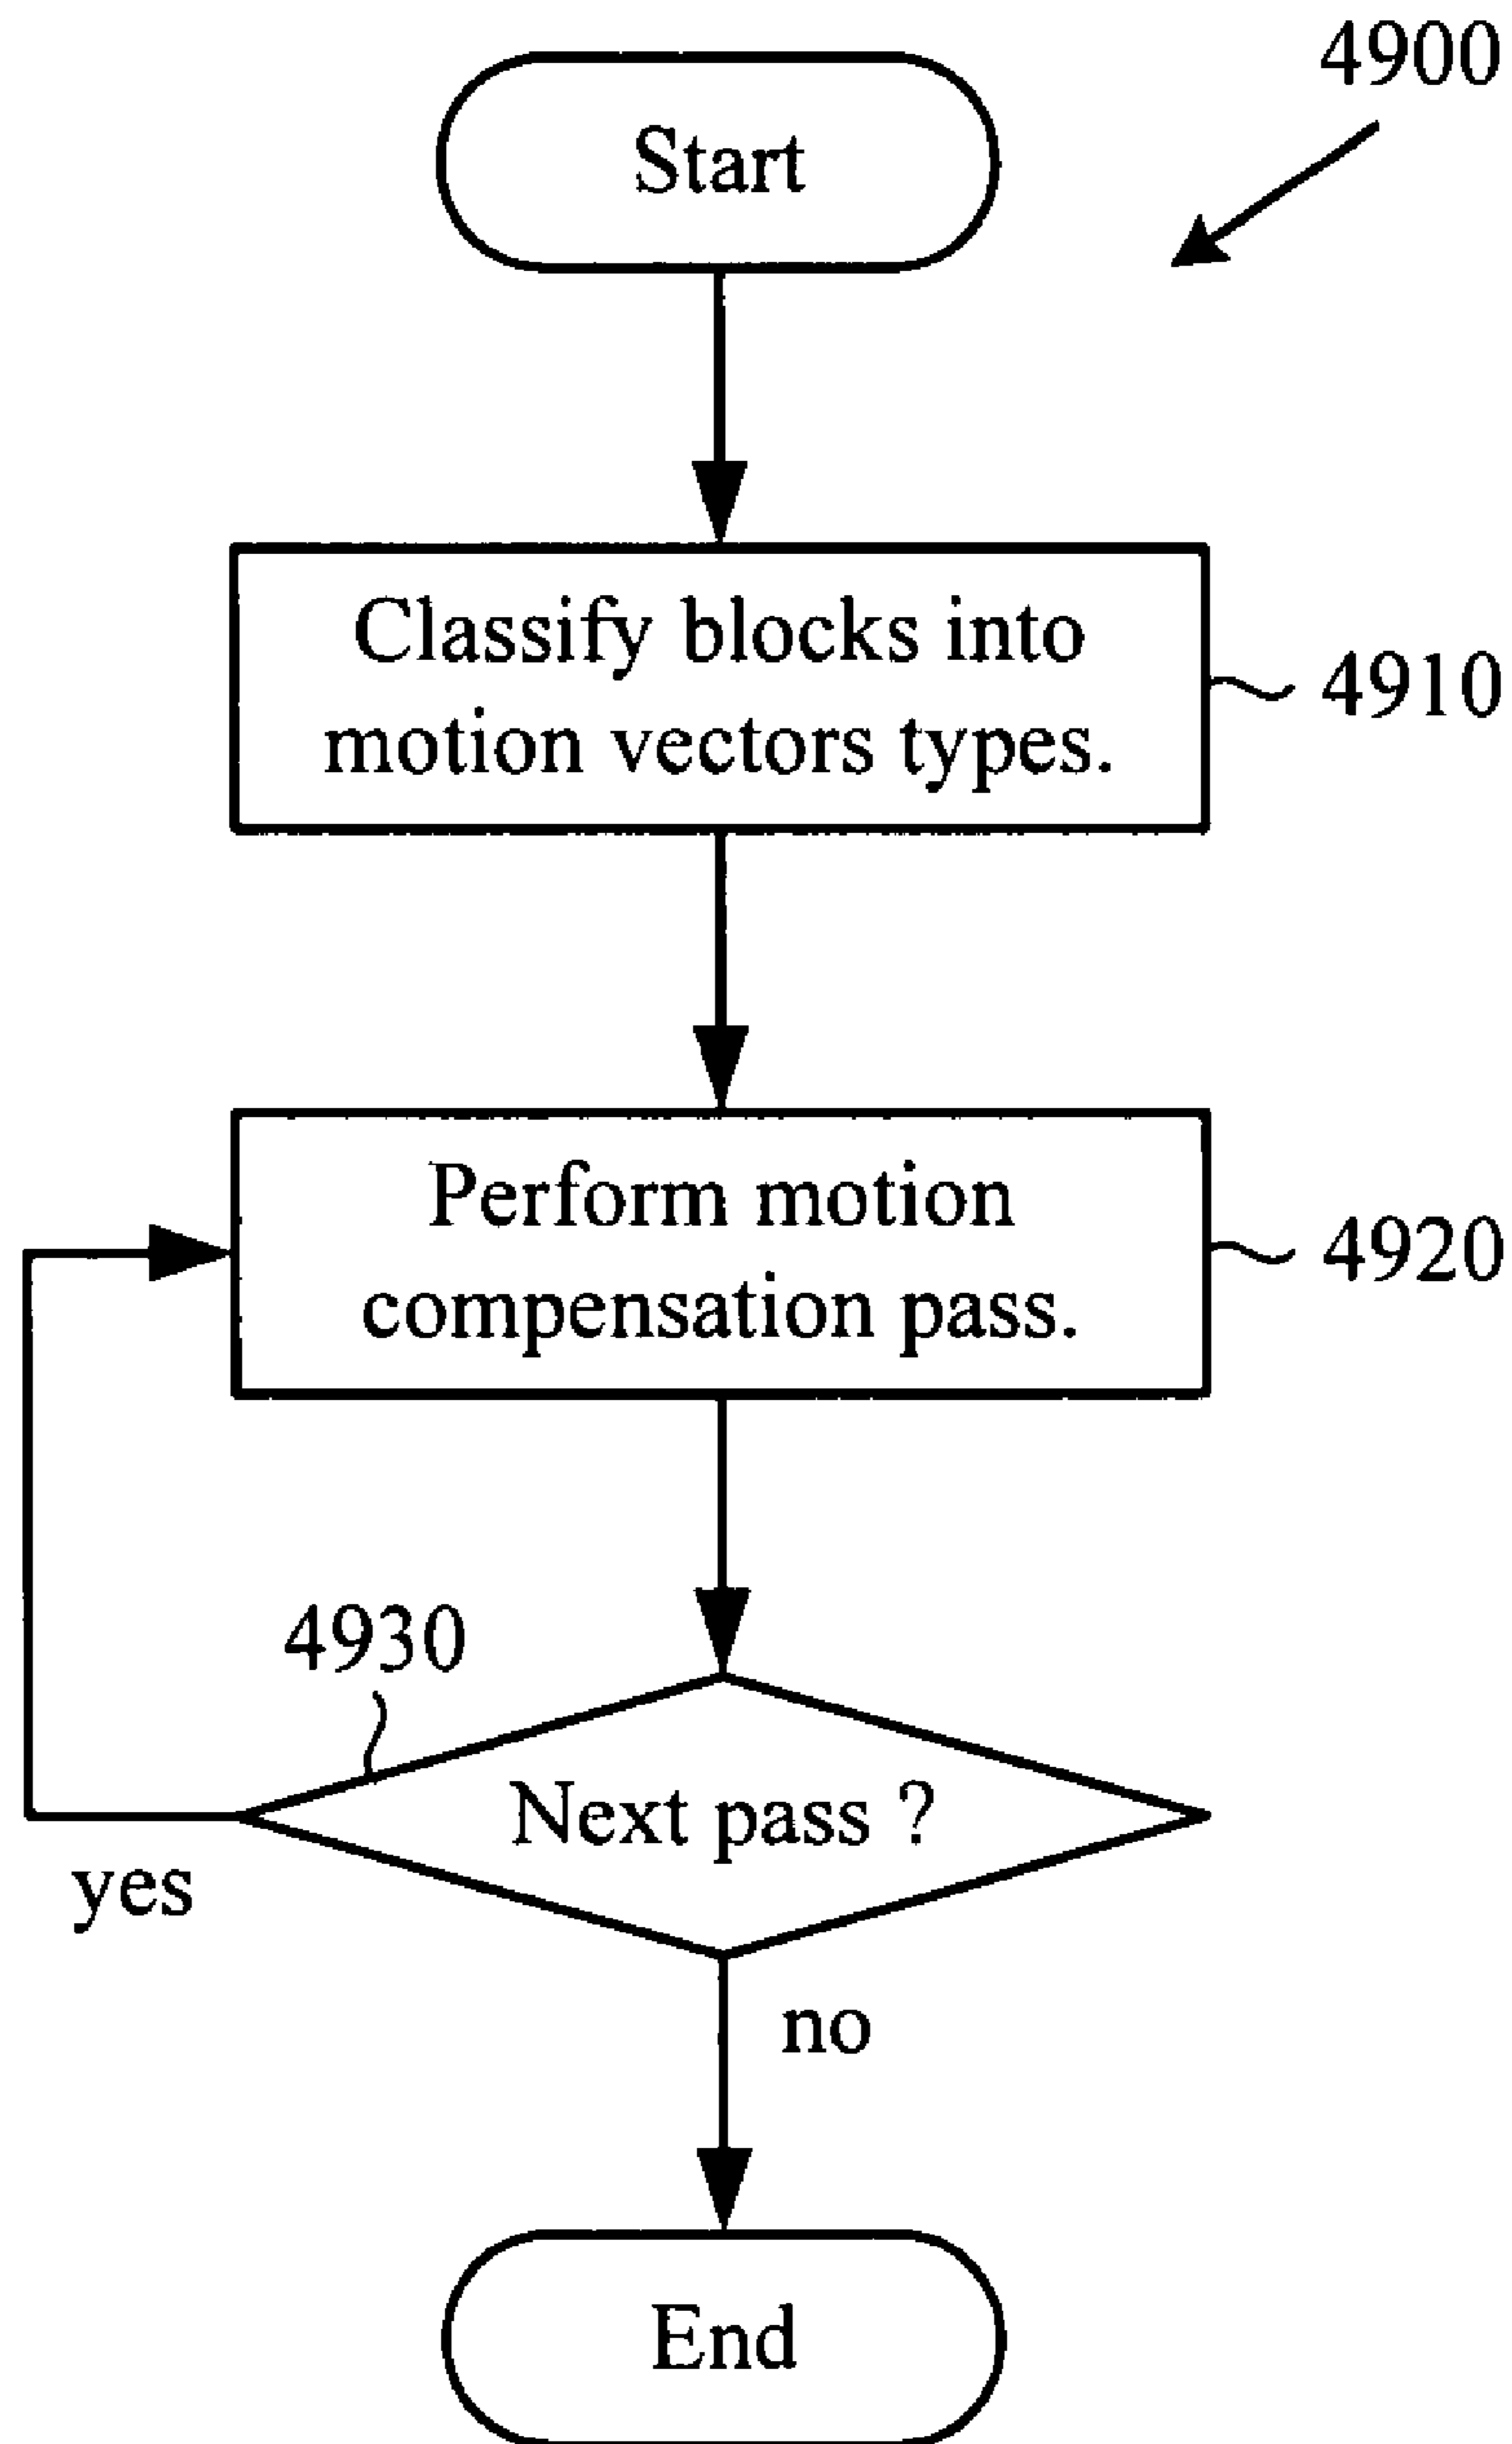 4900
Start
Classify blocks into
motion vectors types.
4910
Perform motion
compensation pass.
4920
4930
Next pass ?
yes
no
End